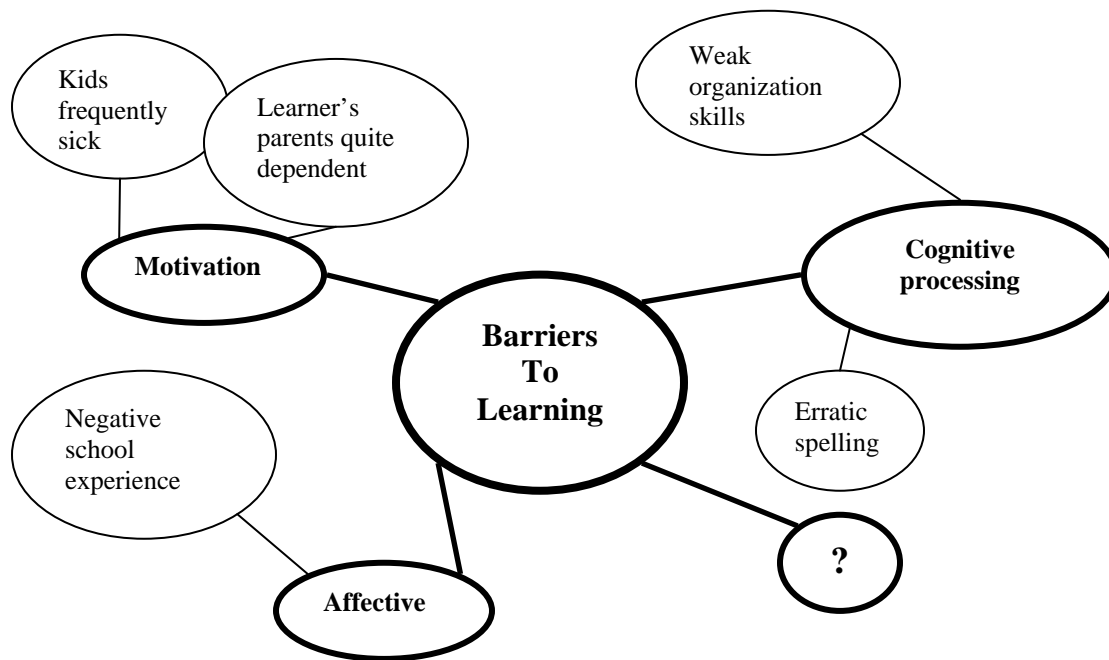 Kids
frequently
sick
Learner’s
parents quite
dependent
Weak
organization
skills
Motivation
Cognitive
processing
Barriers
To
Learning
Negative
school
experience
Erratic
spelling
?
Affective